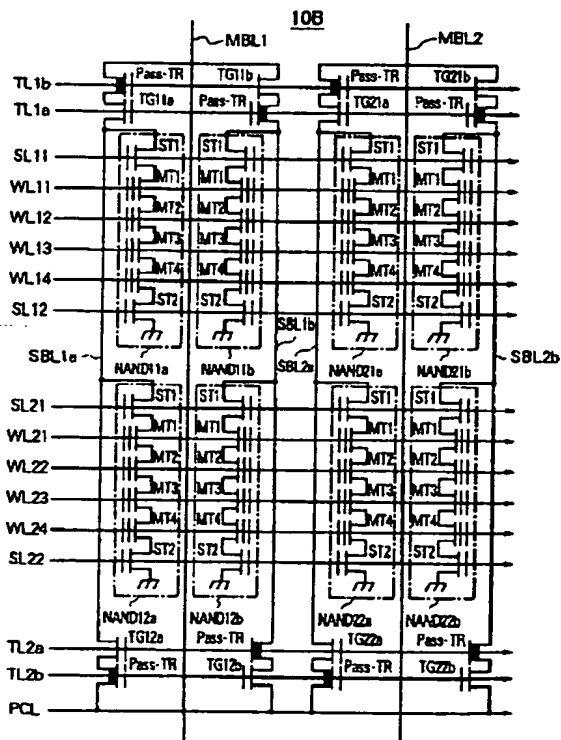 10B
MBL1 MBL2
Pass-TR TG11b Pass-TR TG21b
TL1b
TG11a Pass-TR TG21a Pass-TR
TL1a
ST1 ST1 ST1 ST1
SL11
MT1 MT1 MT1 MT1
WL11
MT2 MT2 MT2 MT2
WL12
MT3 MT3 MT3 MT3
WL13
MT4 MT4 MT4 MT4
WL14
ST2 ST2 ST2 ST2
SL12
SBL1a SBL1b SBL2a SBL2b
NAND11a NAND11b NAND21a NAND21b
ST1 ST1 ST1 ST1
SL21
MT1 MT1 MT1 MT1
WL21
MT2 MT2 MT2 MT2
WL22
MT3 MT3 MT3 MT3
WL23
MT4 MT4 MT4 MT4
WL24
ST2 ST2 ST2 ST2
SL22
NAND12a NAND12b NAND22a NAND22b
TG12a Pass-TR TG22a Pass-TR
TL2a
Pass-TR TG12b Pass-TR TG22b
TL2b
PCL